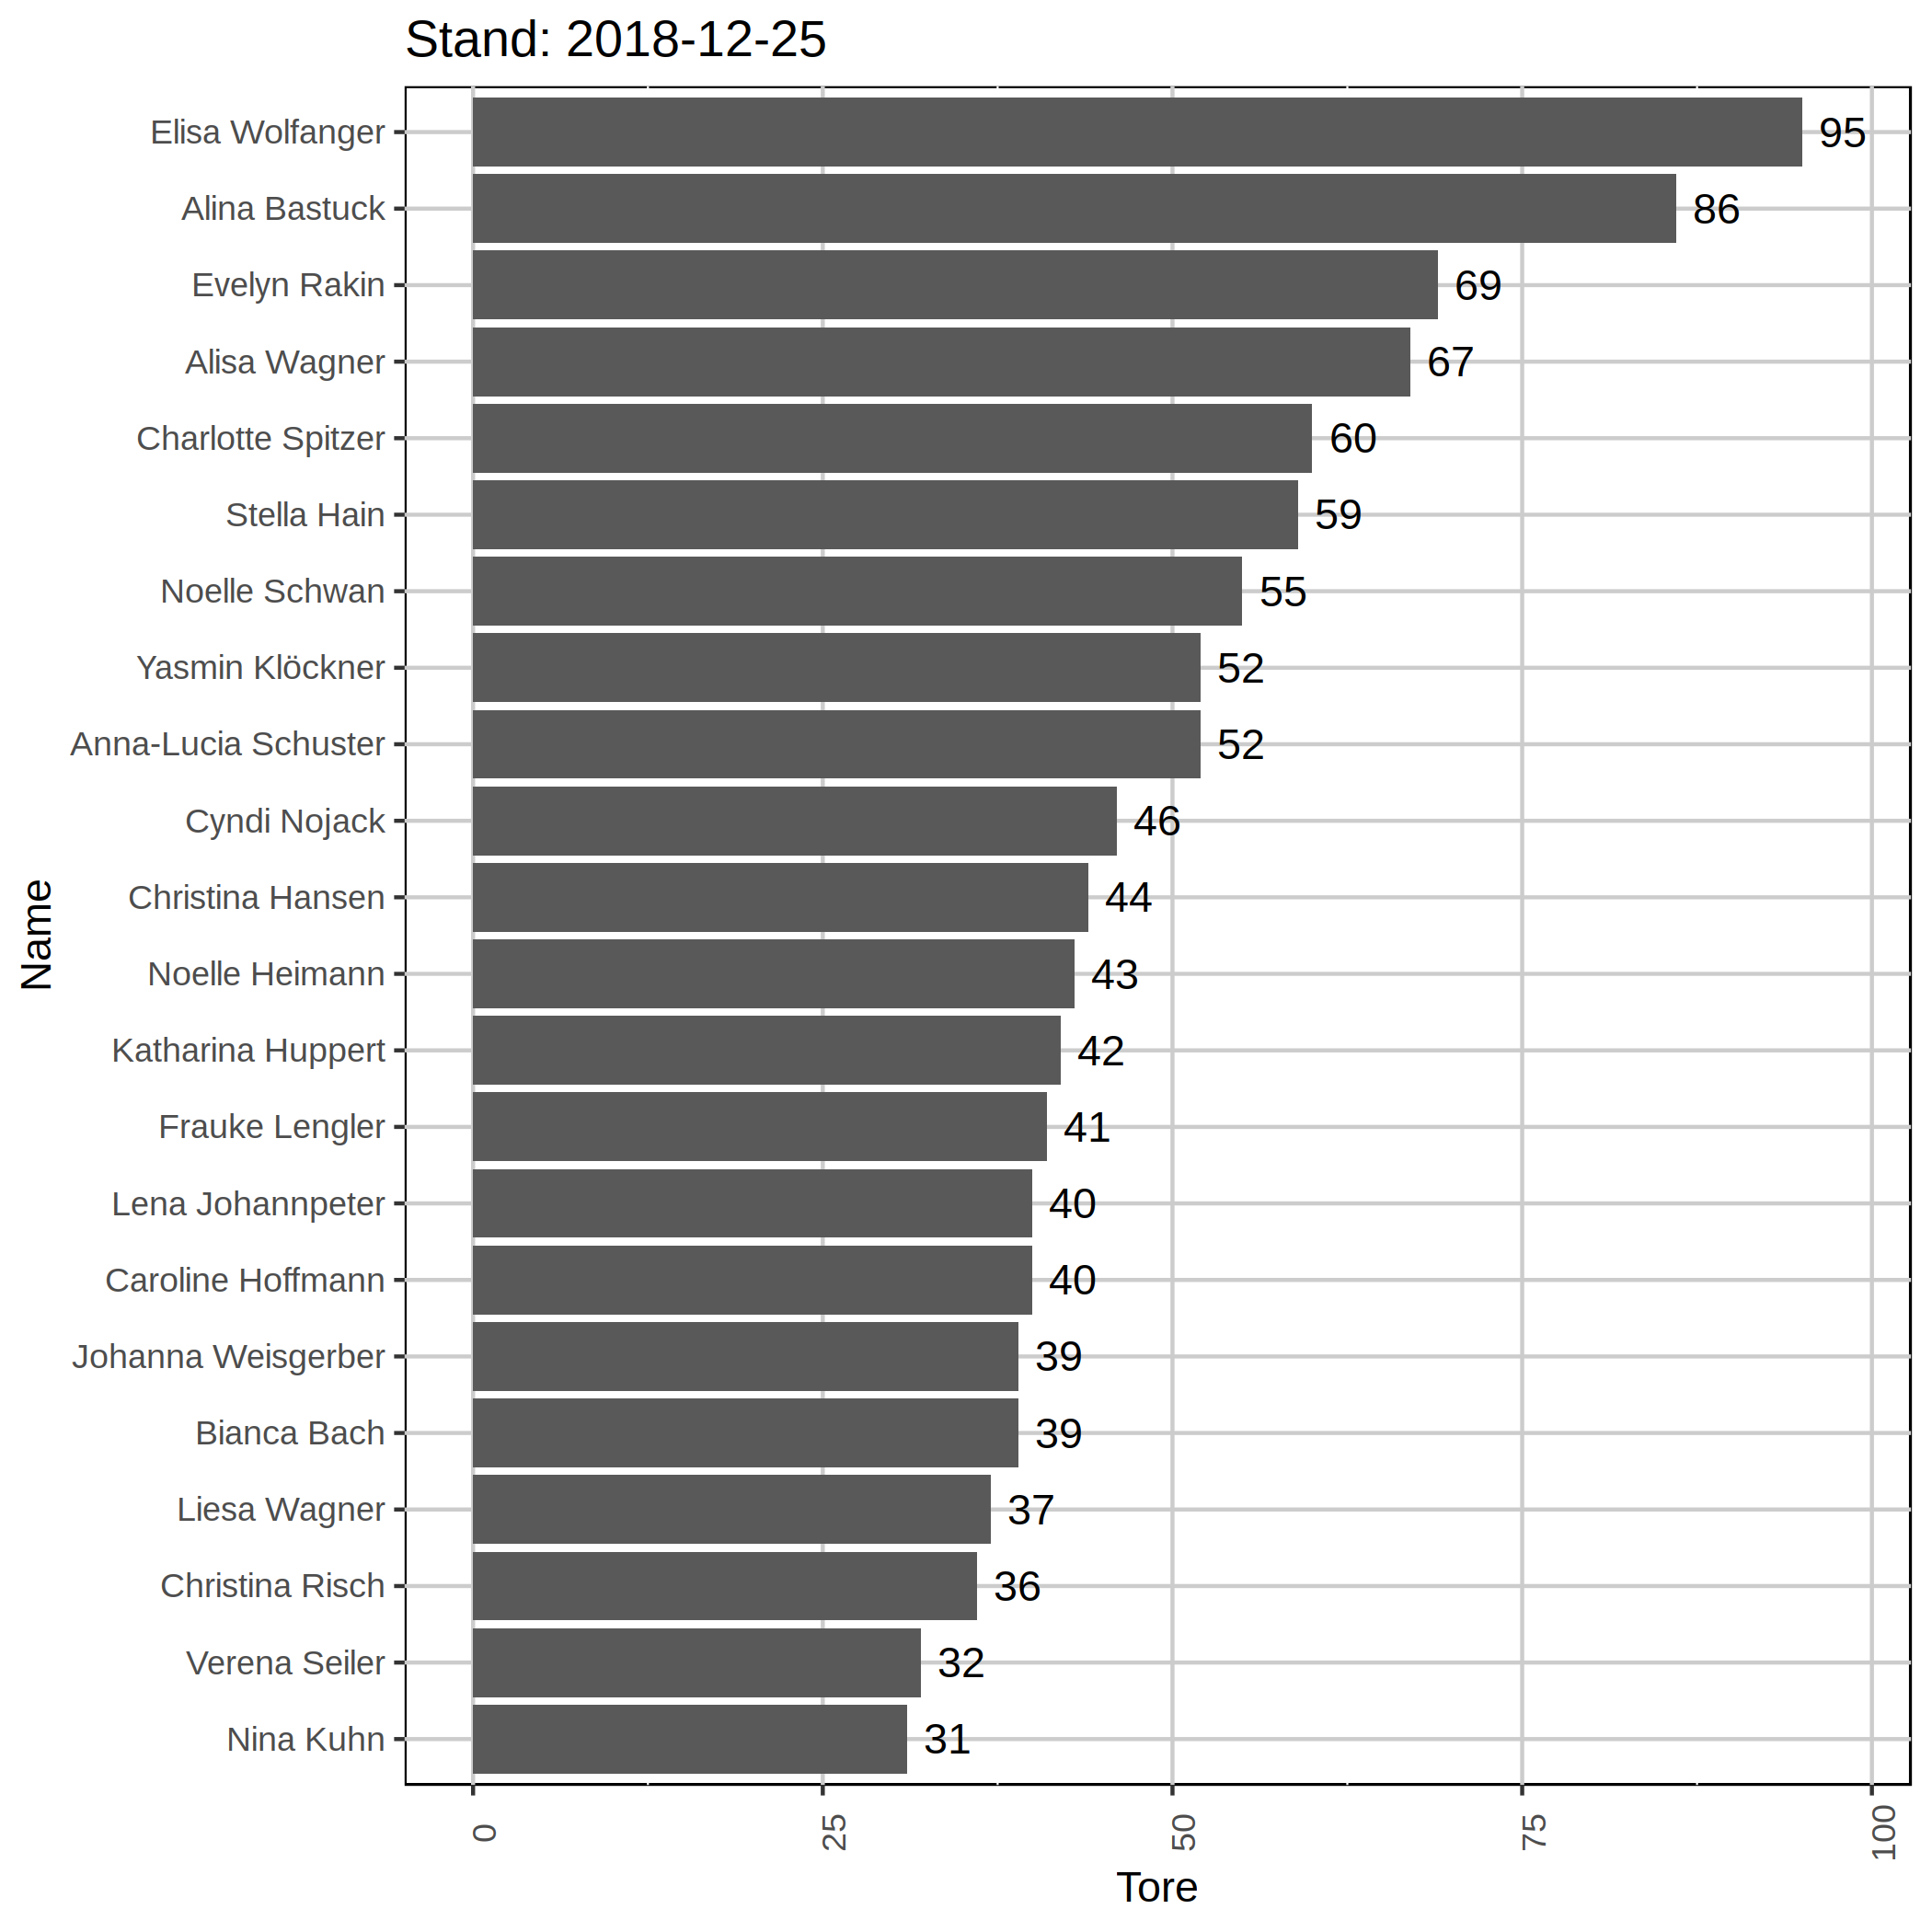 Stand: 2018-12-25
Elisa Wolfanger 95
Alina Bastuck 86
Evelyn Rakin 69
Alisa Wagner 67
Charlotte Spitzer 60
Stella Hain 59
Noelle Schwan 55
Yasmin Klöckner 52
Anna-Lucia Schuster 52
Cyndi Nojack 46
Christina Hansen 44
Noelle Heimann 43
Katharina Huppert 42
Frauke Lengler 41
Lena Johannpeter 40
Caroline Hoffmann 40
Johanna Weisgerber 39
Bianca Bach 39
Liesa Wagner 37
Christina Risch 36
Verena Seiler 32
Nina Kuhn 31
Name
0 25 50 75 100
Tore